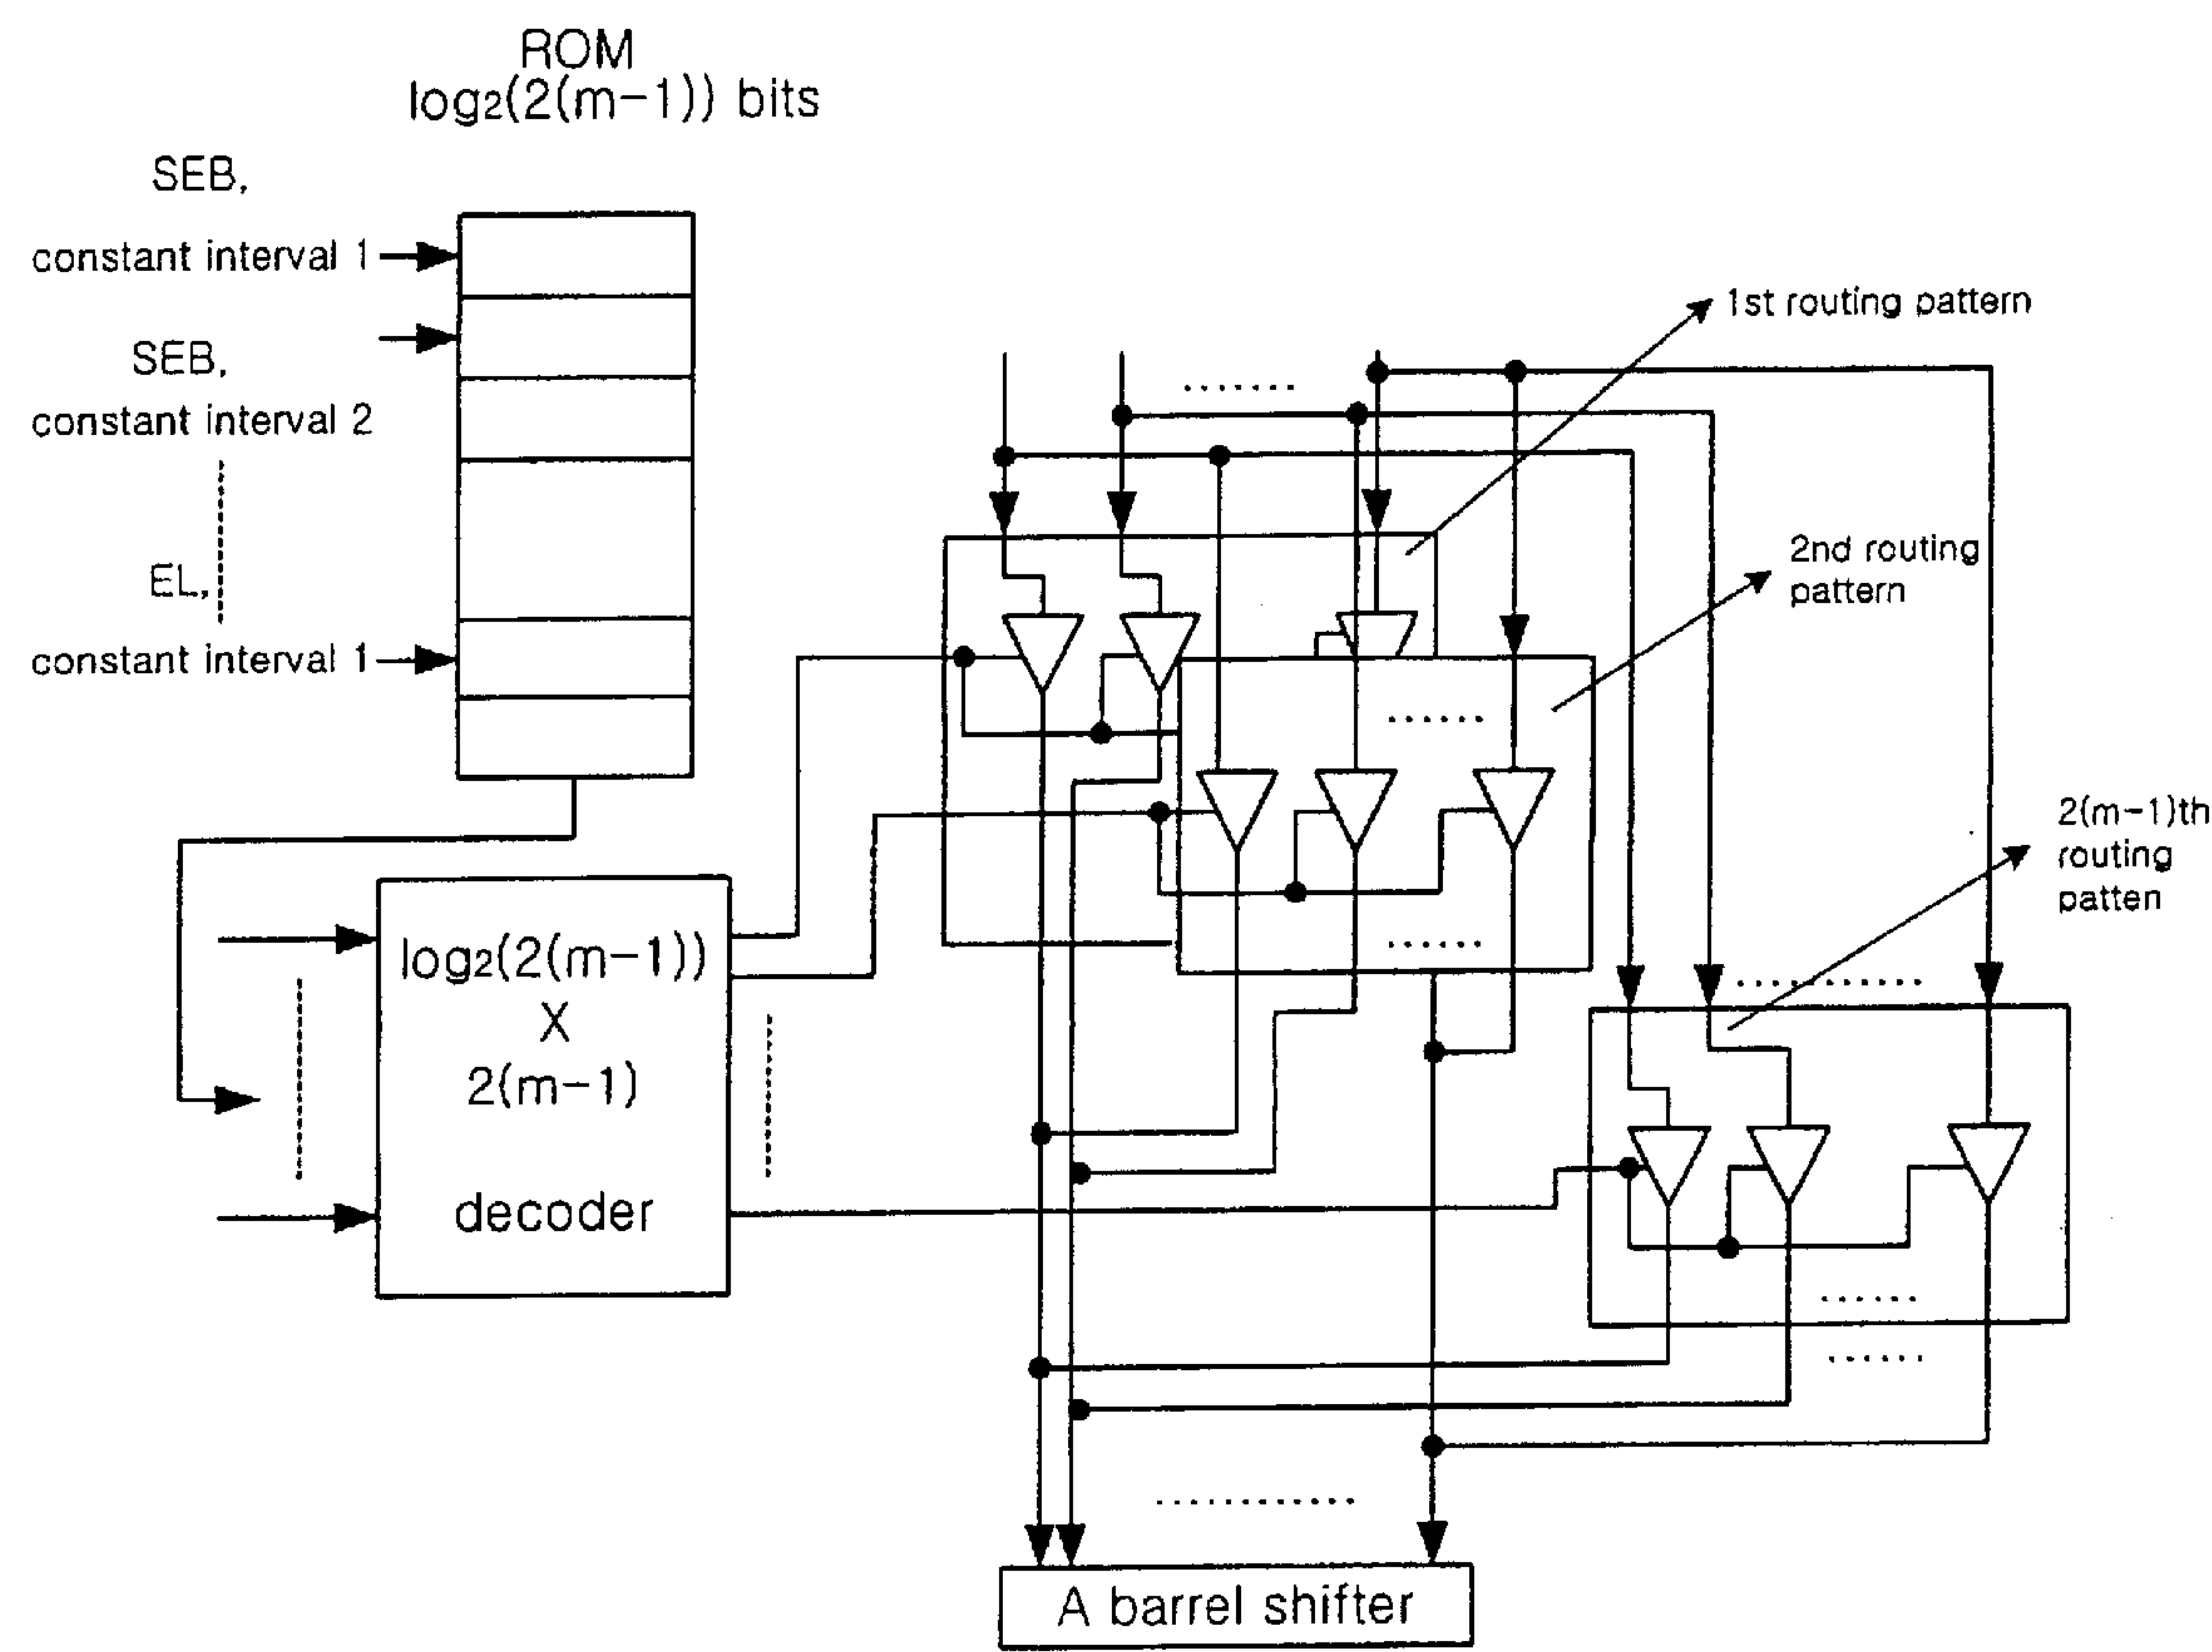 ROM
log2(2(m-1)) bits
SEB,
constant interval 1
SEB,
constant interval 2
EL,
constant interval 1
1st routing pattern
2nd routing
pattern
2(m-1)th
routing
patten
log2(2(m-1))
X
2(m-1)
decoder
A barrel shifter